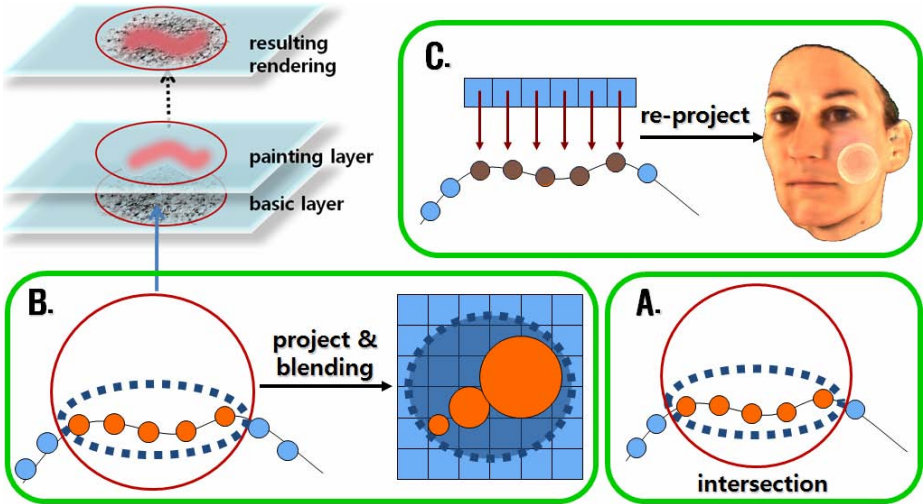 resulting
rendering
painting layer
basic layer
C.
re-project
B.
project &
blending
A.
intersection